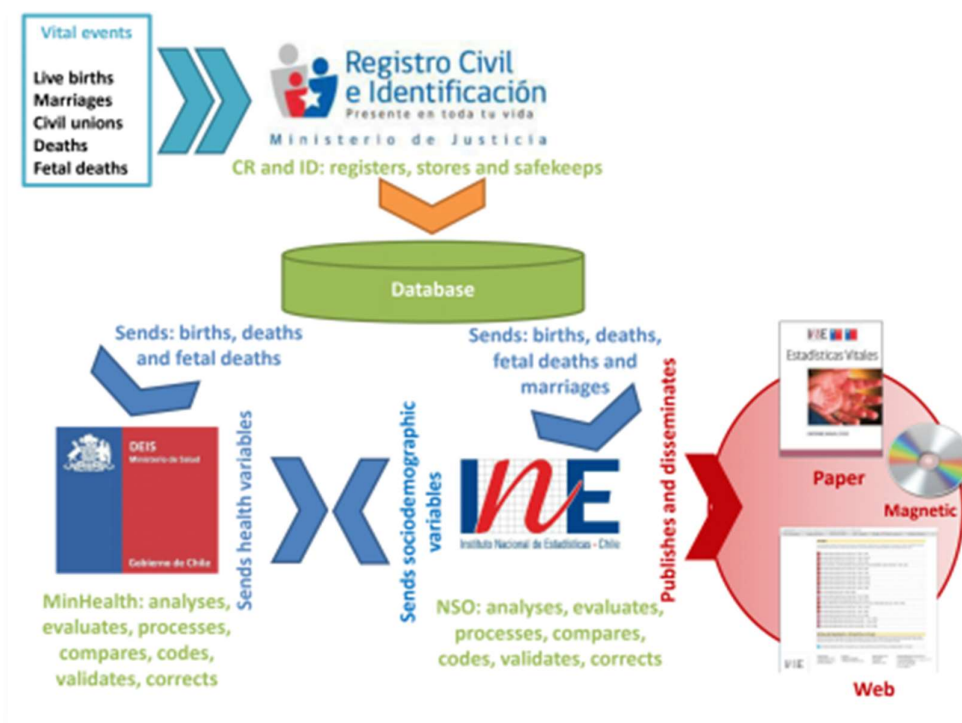 Vital events
Live births
Marriages
Civil unions
Deaths
Fetal deaths
Registro Civil
e Identificación
Presente en toda tu vida
Ministerio de Justicia
CR and ID: registers, stores and safekeeps
Database
Sends: births, deaths
and fetal deaths
Sends: births, deaths,
fetal deaths and
marriages
DEIS
Ministerio de Salud
Gobierno de Chile
Sends health variables
Sends sociodemographic
variables
INE
Instituto Nacional de Estadísticas - Chile
MinHealth: analyses,
evaluates, processes,
compares, codes,
validates, corrects
NSO: analyses, evaluates,
processes, compares,
codes, validates, corrects
Publishes and disseminates
INE
Estadísticas Vitales
Paper
Magnetic
INE
Web